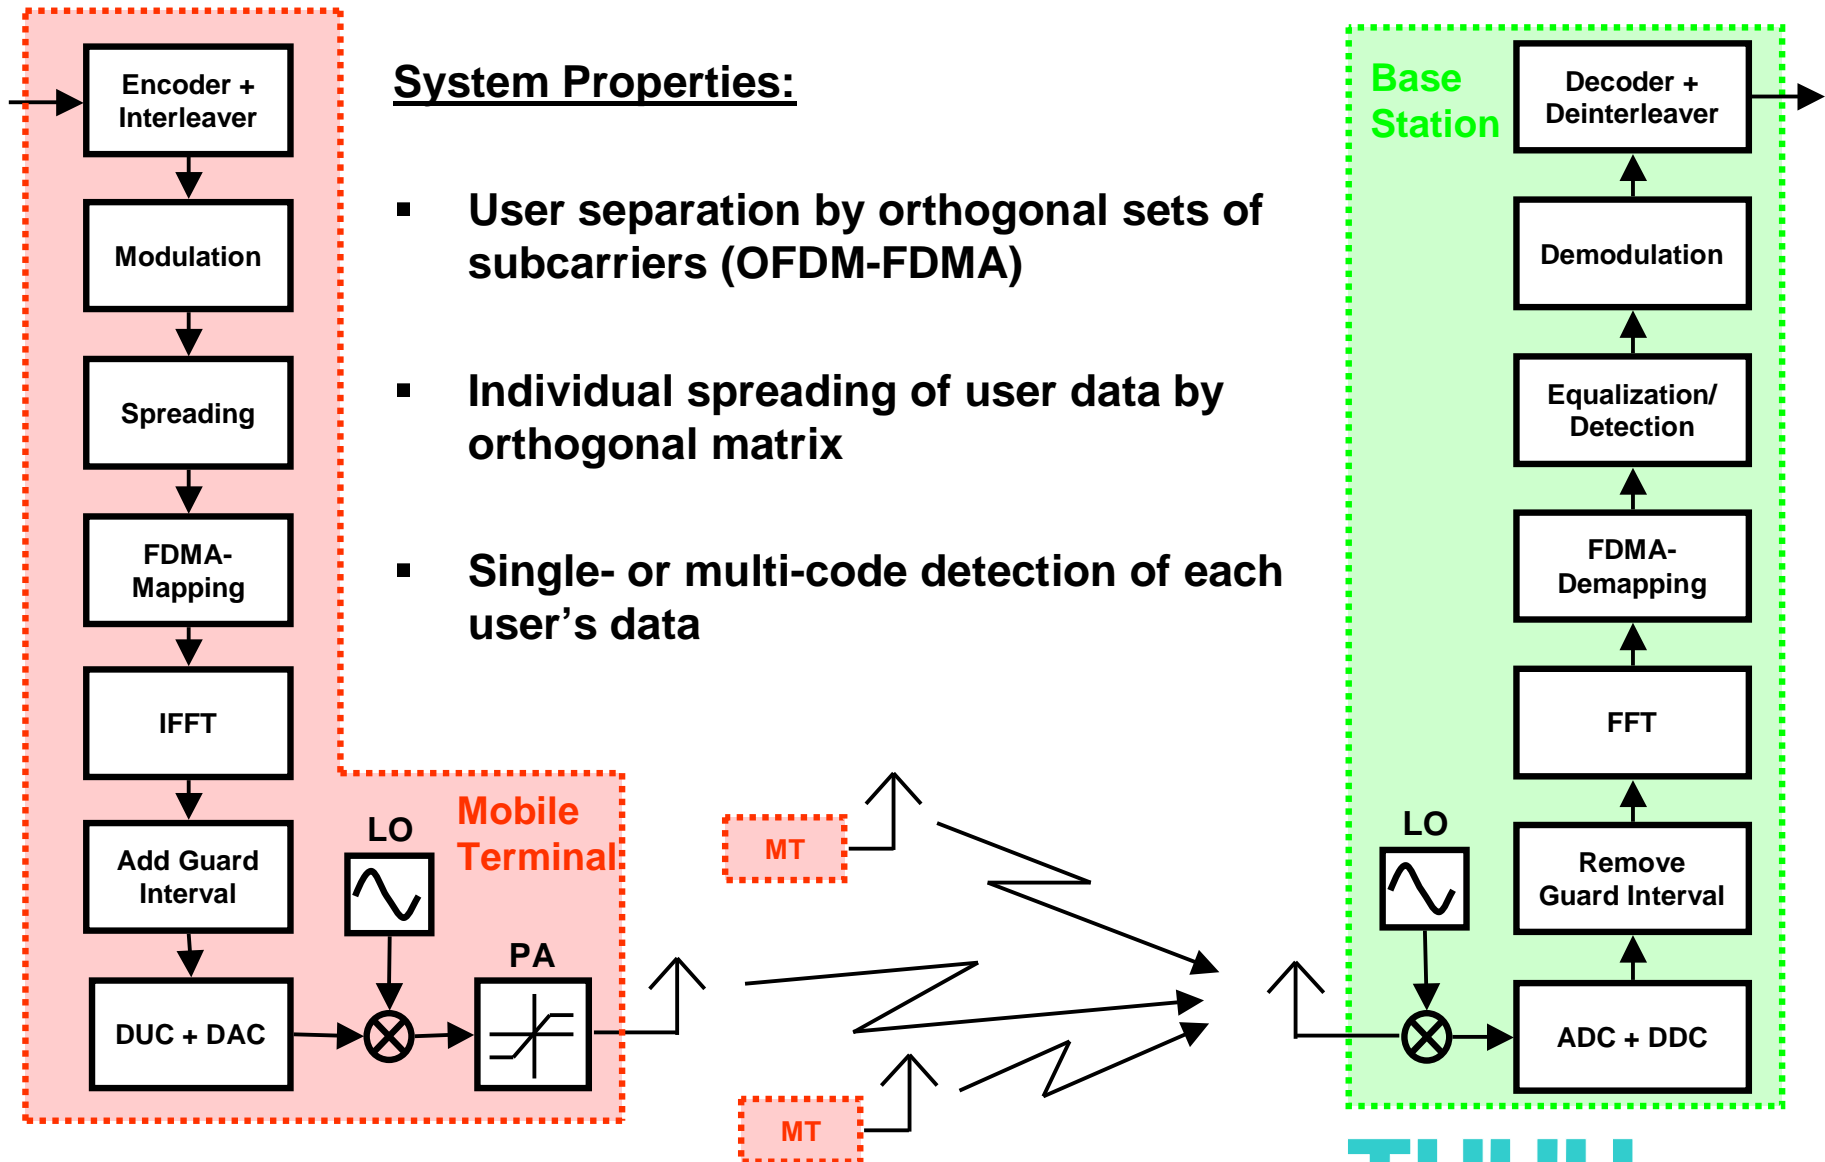 Encoder +
Interleaver
Modulation
Spreading
FDMA-
Mapping
IFFT
Add Guard
Interval
DUC + DAC
LO
PA
Mobile
Terminal
System Properties:
User separation by orthogonal sets of
subcarriers (OFDM-FDMA)
Individual spreading of user data by
orthogonal matrix
Single- or multi-code detection of each
user’s data
MT
MT
Base
Station
Decoder +
Deinterleaver
Demodulation
Equalization/
Detection
FDMA-
Demapping
FFT
Remove
Guard Interval
LO
ADC + DDC